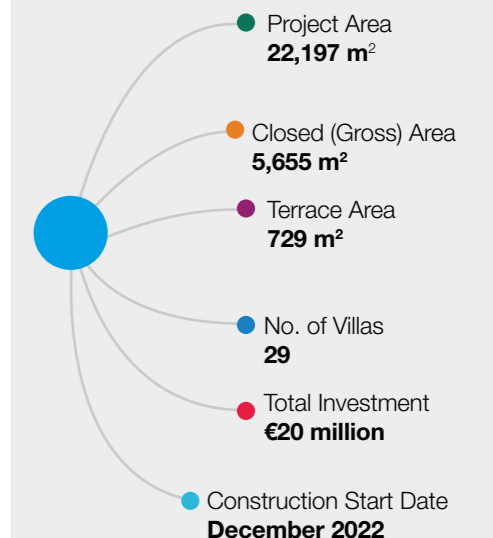 Project Area
22,197 m²
Closed (Gross) Area
5,655 m²
Terrace Area
729 m²
No. of Villas
29
Total Investment
€20 million
Construction Start Date
December 2022